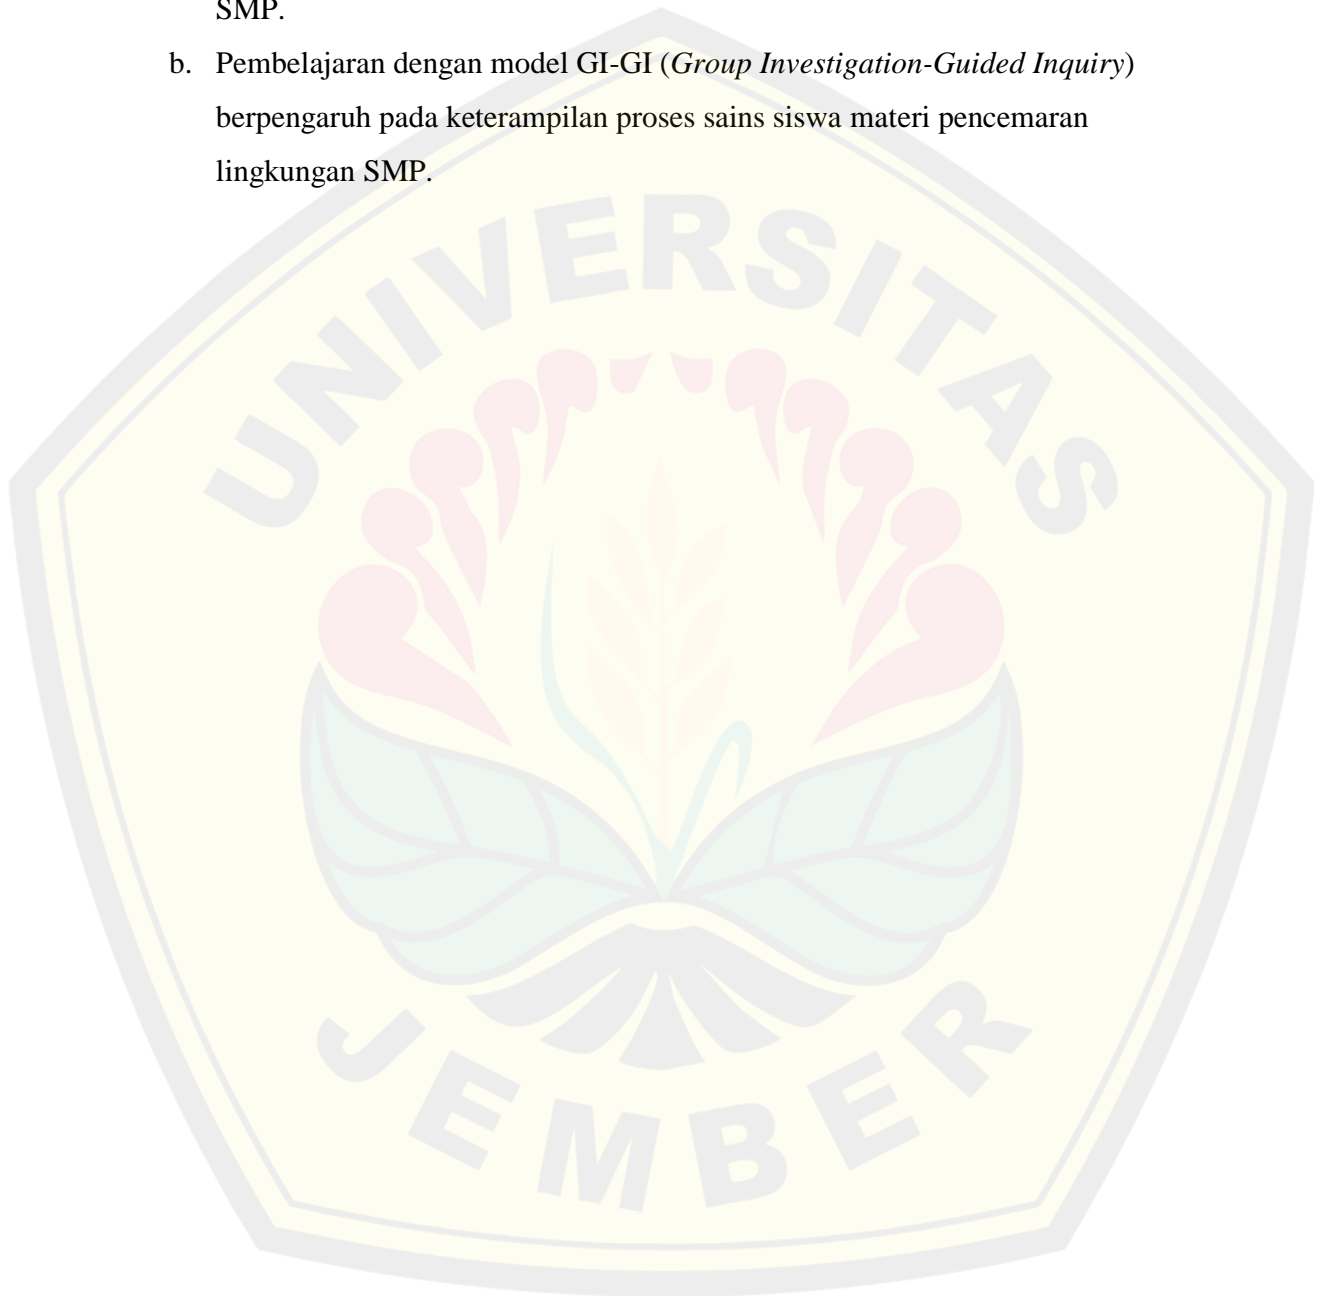 SMP.
b. Pembelajaran dengan model GI-GI (Group Investigation-Guided Inquiry)
berpengaruh pada keterampilan proses sains siswa materi pencemaran
lingkungan SMP.
UNIVERSITAS
JEMBER